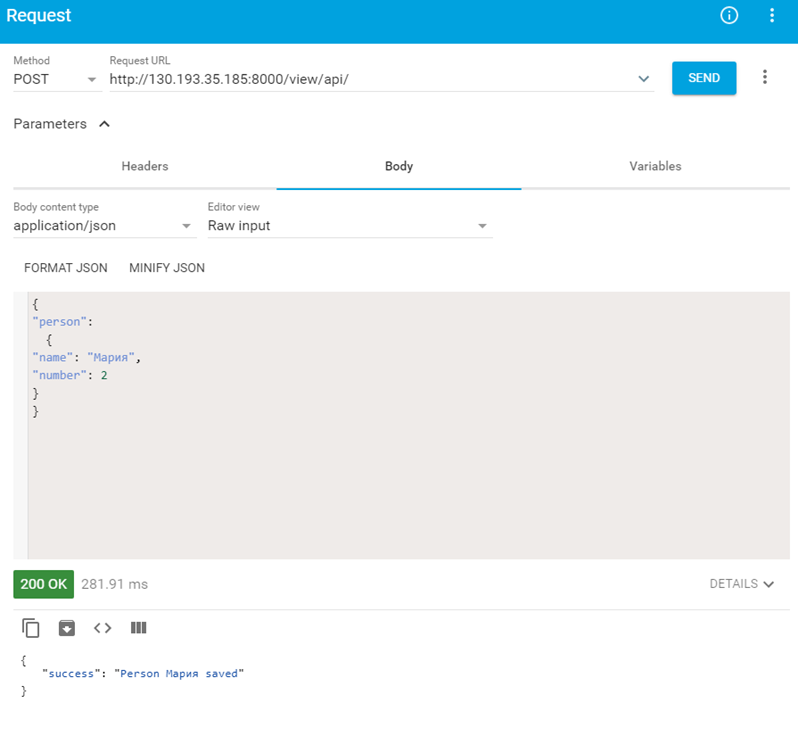 Request
Method
Request URL
POST
http://130.193.35.185:8000/view/api/
SEND
Parameters
Headers
Body
Variables
Body content type
Editor view
application/json
Raw input
FORMAT JSON
MINIFY JSON
{
"person":
{
"name": "Мария",
"number": 2
}
}
200 OK
281.91 ms
DETAILS
{
"success": "Person Мария saved"
}